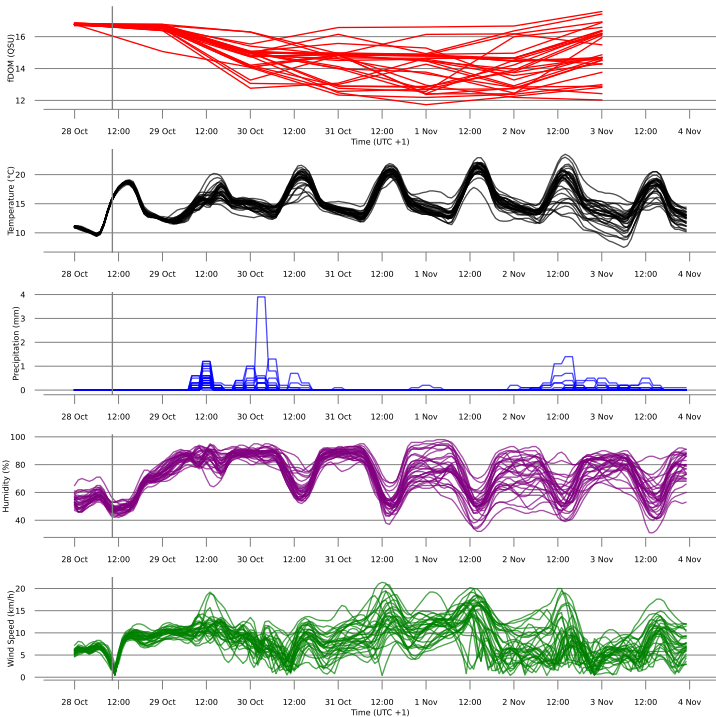 fDOM (QSU)
16
14
12
28 Oct 12:00 29 Oct 12:00 30 Oct 12:00 31 Oct 12:00 1 Nov 12:00 2 Nov 12:00 3 Nov 12:00 4 Nov
Time (UTC +1)
Temperature (°C)
20
15
10
28 Oct 12:00 29 Oct 12:00 30 Oct 12:00 31 Oct 12:00 1 Nov 12:00 2 Nov 12:00 3 Nov 12:00 4 Nov
Precipitation (mm)
4
3
2
1
0
28 Oct 12:00 29 Oct 12:00 30 Oct 12:00 31 Oct 12:00 1 Nov 12:00 2 Nov 12:00 3 Nov 12:00 4 Nov
Humidity (%)
100
80
60
40
28 Oct 12:00 29 Oct 12:00 30 Oct 12:00 31 Oct 12:00 1 Nov 12:00 2 Nov 12:00 3 Nov 12:00 4 Nov
Wind Speed (km/h)
20
15
10
5
0
28 Oct 12:00 29 Oct 12:00 30 Oct 12:00 31 Oct 12:00 1 Nov 12:00 2 Nov 12:00 3 Nov 12:00 4 Nov
Time (UTC +1)